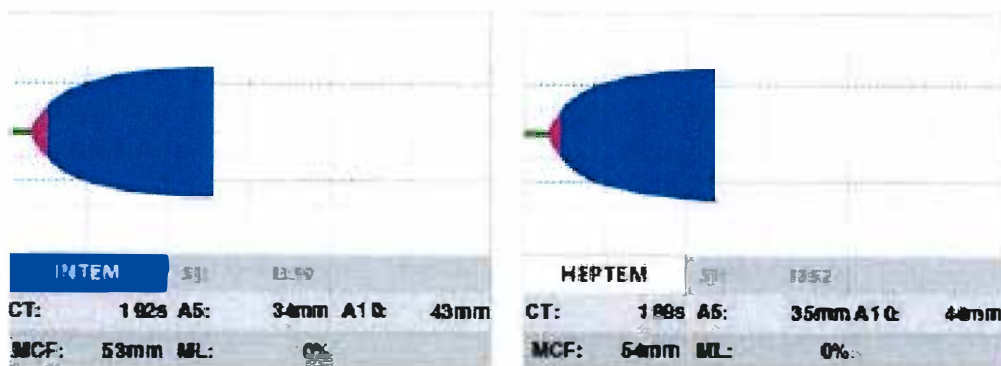 INTEM
CT: 192s A5: 34mm A10: 43mm
MCF: 53mm ML: 0%
HEPTEM
CT: A5: 35mm A10: 44mm
MCF: 54mm ML: 0%